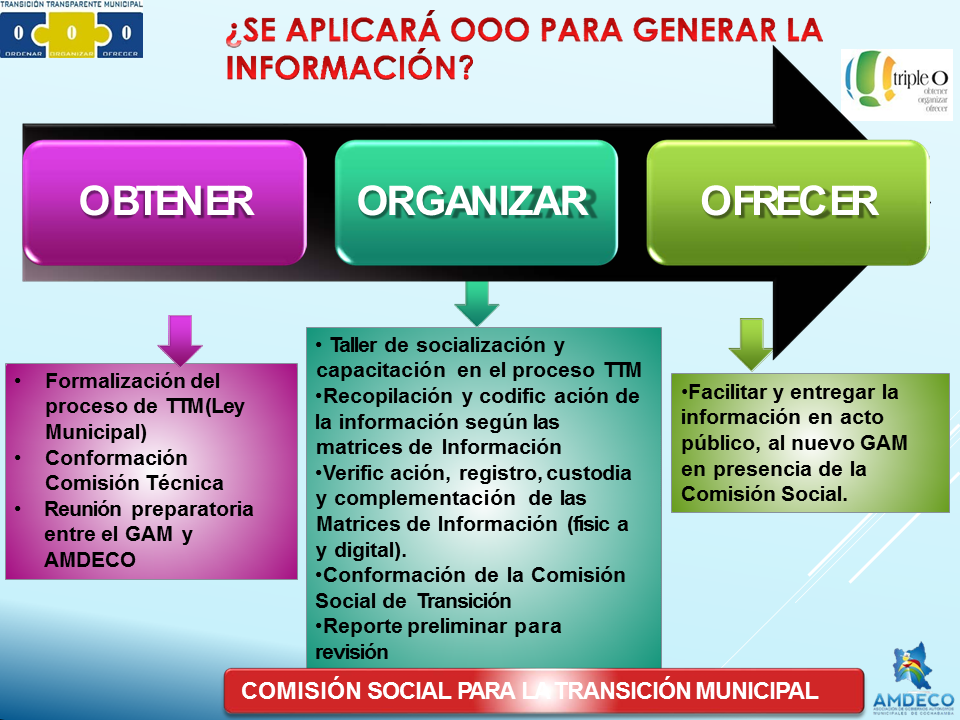 TRANSICIÓN TRANSPARENTE MUNICIPAL
O O O
ORDENAR ORGANIZAR OFRECER
¿SE APLICARÁ OOO PARA GENERAR LA
INFORMACIÓN?
triple O
obtener
organizar
ofrecer
OBTENER
ORGANIZAR
OFRECER
• Formalización del
proceso de TTM(Ley
Municipal)
• Conformación
Comisión Técnica
• Reunión preparatoria
entre el GAM y
AMDECO
• Taller de socialización y
capacitación en el proceso TTM
•Recopilación y codific ación de
la información según las
matrices de Información
•Verific ación, registro, custodia
y complementación de las
Matrices de Información (físic a
y digital).
•Conformación de la Comisión
Social de Transición
•Reporte preliminar para
revisión
•Facilitar y entregar la
información en acto
público, al nuevo GAM
en presencia de la
Comisión Social.
COMISIÓN SOCIAL PARA LA TRANSICIÓN MUNICIPAL
AMDECO
ASOCIACIÓN DE GOBIERNOS AUTÓNOMOS
MUNICIPALES DE COCHABAMBA